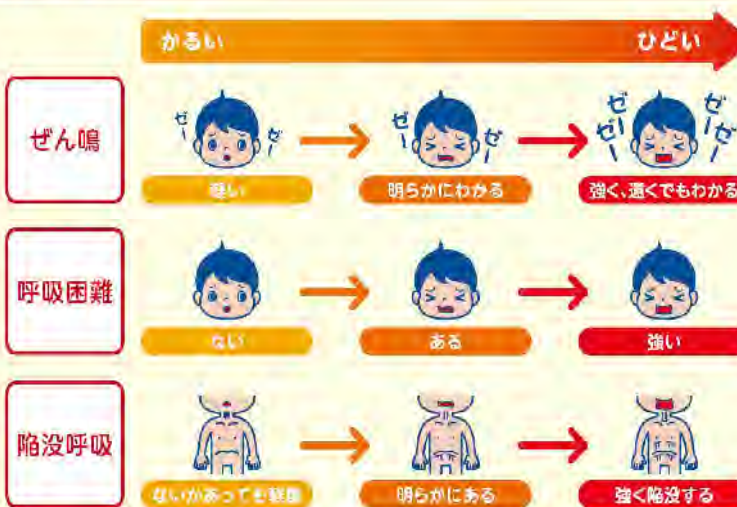 かるい ひどい
ぜん鳴
ゼー ゼー ゼー ゼー ゼー ゼー ゼー ゼー
軽い 明らかにわかる 強く、遠くでもわかる
呼吸困難
ない ある 強い
陥没呼吸
ないがあっても軽度 明らかにある 強く陥没する